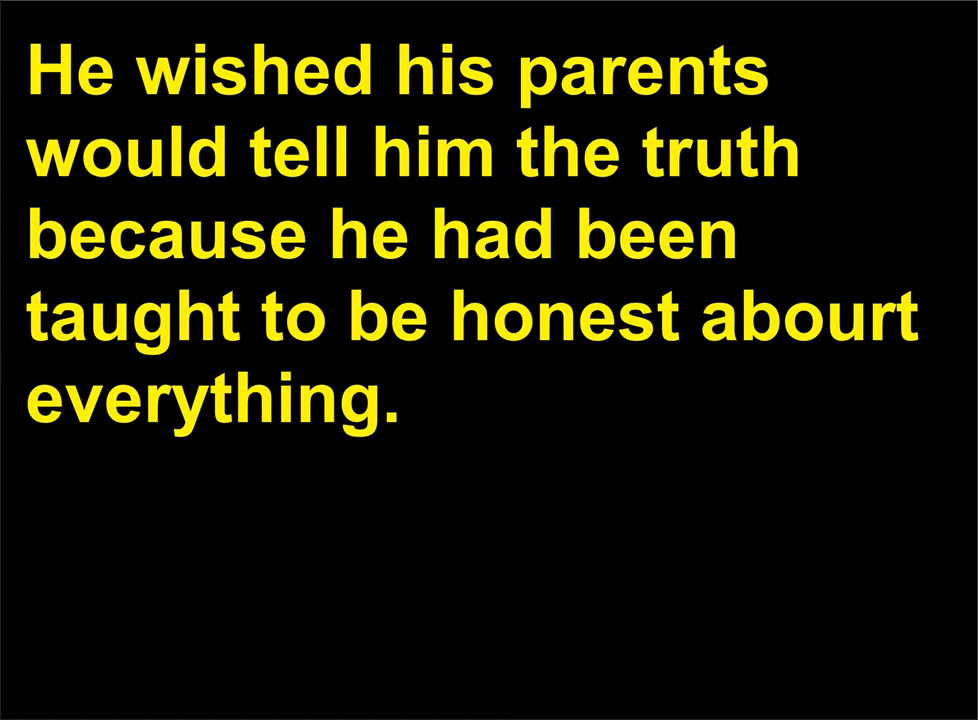 He wished his parents
would tell him the truth
because he had been
taught to be honest abourt
everything.